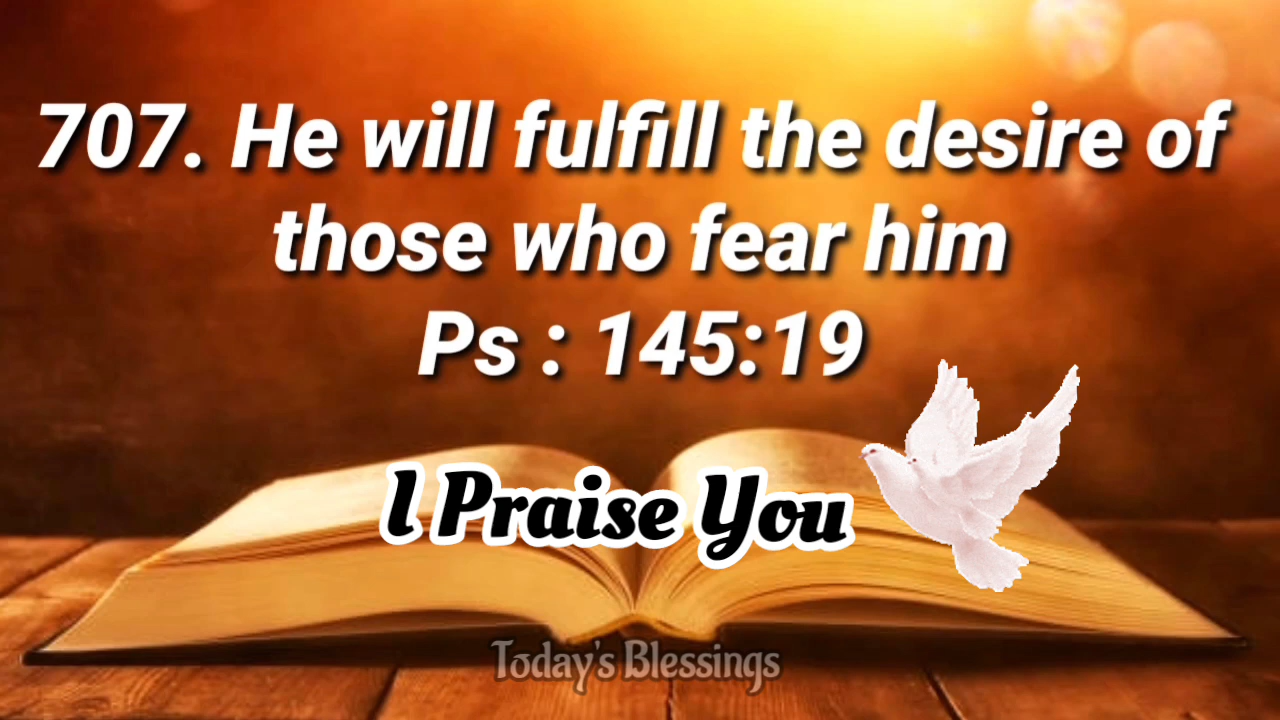 707. He will fulfill the desire of
those who fear him
Ps : 145:19
I Praise You
Today's Blessings